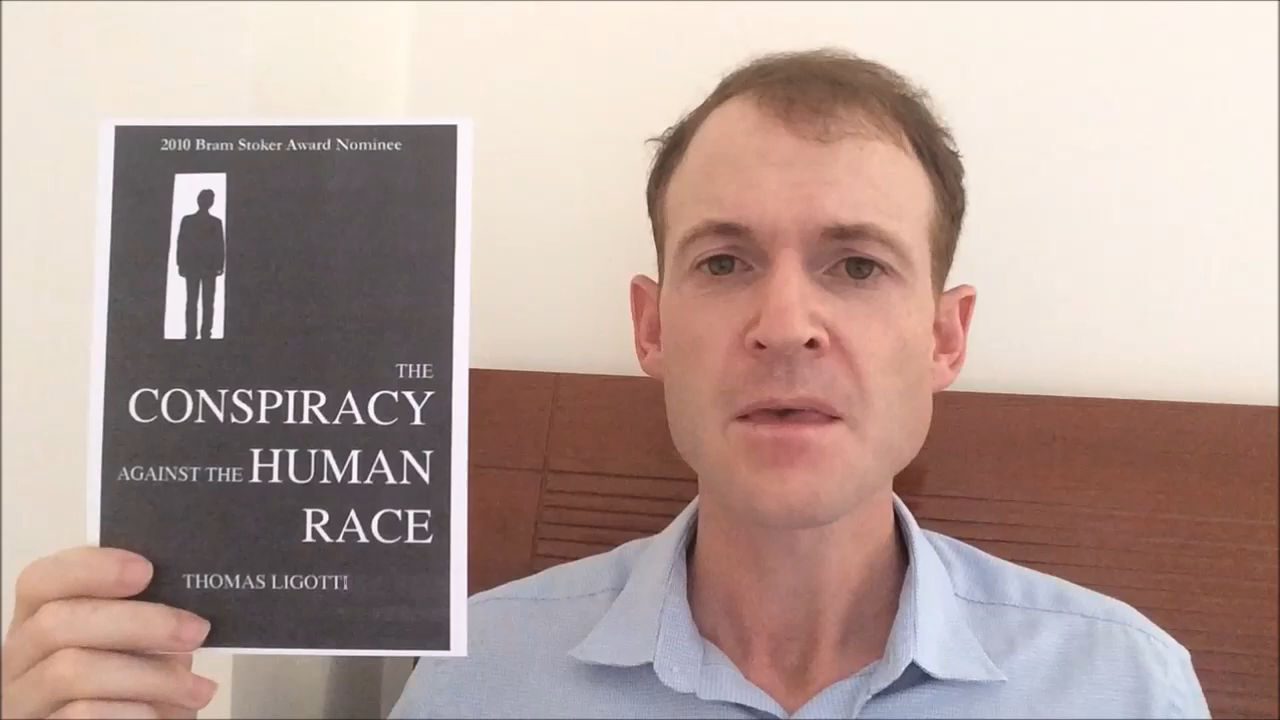 2010 Bram Stoker Award Nominee
THE
CONSPIRACY
AGAINST THE HUMAN
RACE
THOMAS LIGOTTI